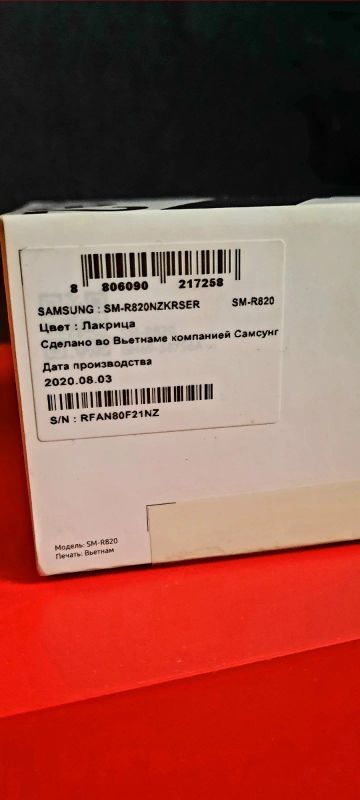 8 806090 217258
SAMSUNG : SM-R820NZKRSER SM-R820
Цвет : Лакрица
Сделано во Вьетнаме компанией Самсунг
Дата производства
2020.08.03
S/N : RFAN80F21NZ
Модель: SM-R820
Печать: Вьетнам